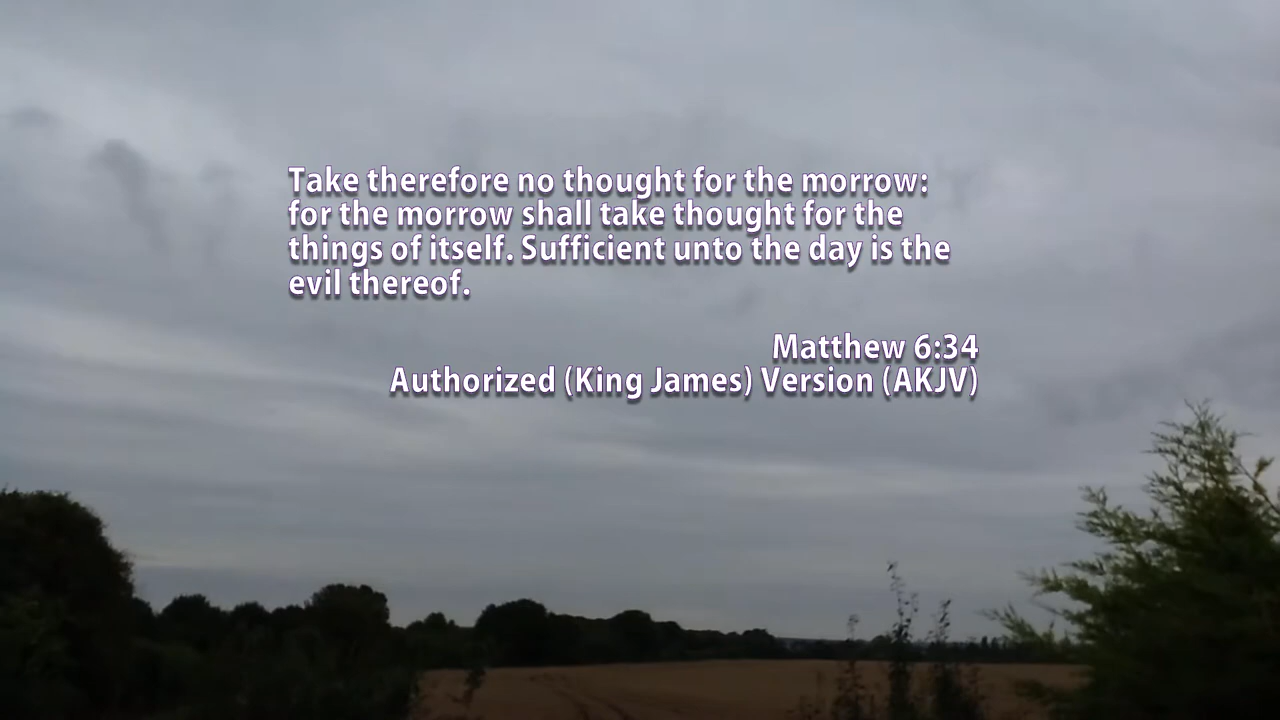 Take therefore no thought for the morrow:
for the morrow shall take thought for the
things of itself. Sufficient unto the day is the
evil thereof.
Matthew 6:34
Authorized (King James) Version (AKJV)